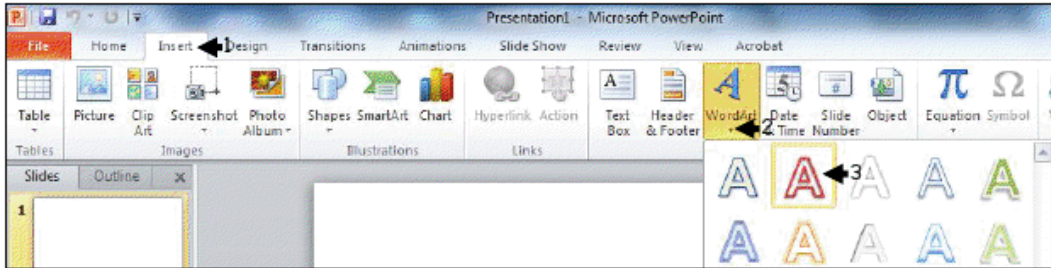 Presentation1 - Microsoft PowerPoint
File Home Insert 1 Design Transitions Animations Slide Show Review View Acrobat
Table Picture Clip Art Screenshot Photo Album Shapes SmartArt Chart Hyperlink Action Text Box Header & Footer WordArt 2 Date & Time Slide Number Object Equation Symbol
Tables Images Illustrations Links
Slides Outline
A A 3 A A A
1
A A A A A